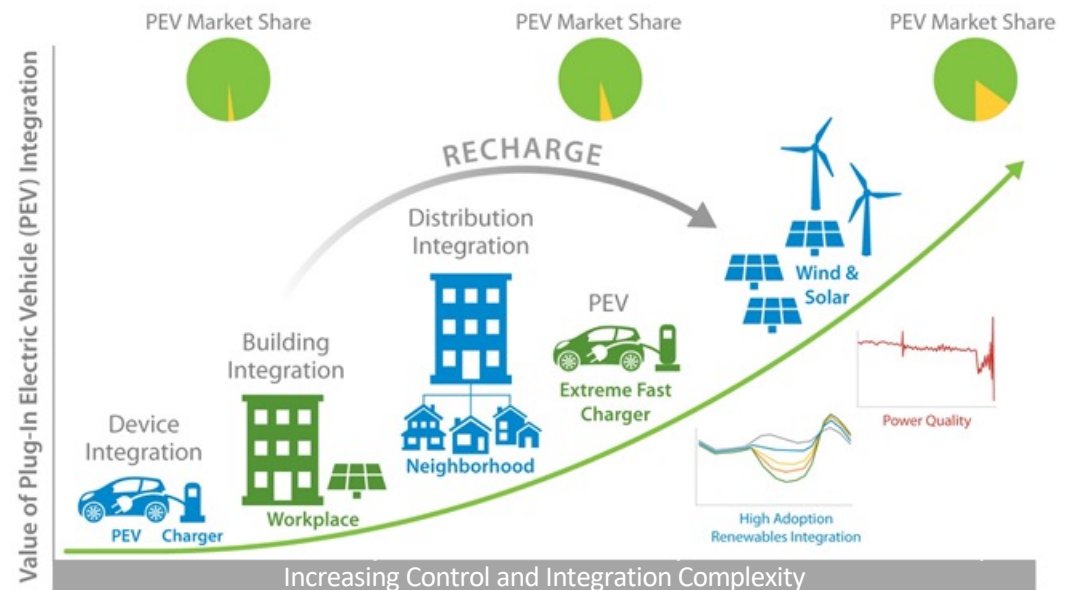 PEV Market Share
PEV Market Share
PEV Market Share
Value of Plug-In Electric Vehicle (PEV) Integration
RECHARGE
Distribution
Integration
Wind &
Solar
PEV
Building
Integration
Extreme Fast
Charger
Device
Integration
Power Quality
Neighborhood
Workplace
PEV
Charger
High Adoption
Renewables Integration
Increasing Control and Integration Complexity